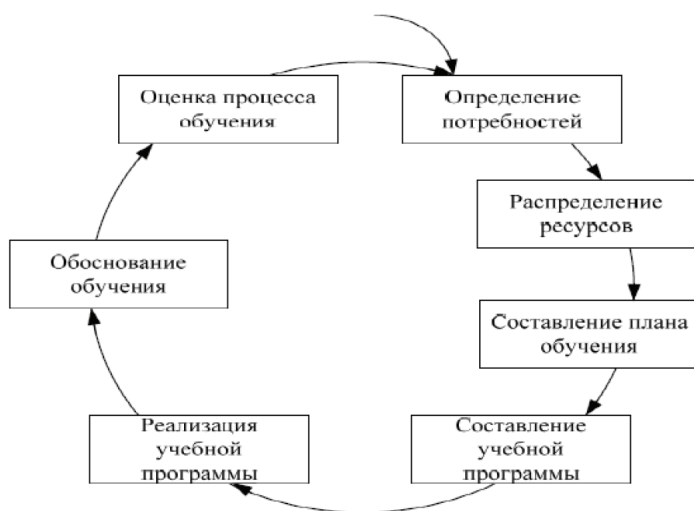 Оценка процесса
обучения
Определение
потребностей
Распределение
ресурсов
Составление плана
обучения
Составление
учебной
программы
Реализация
учебной
программы
Обоснование
обучения